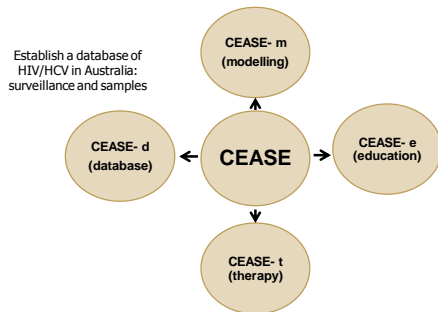 Establish a database of
HIV/HCV in Australia:
surveillance and samples
CEASE- m
(modelling)
CEASE- d
(database)
CEASE
CEASE- e
(education)
CEASE- t
(therapy)